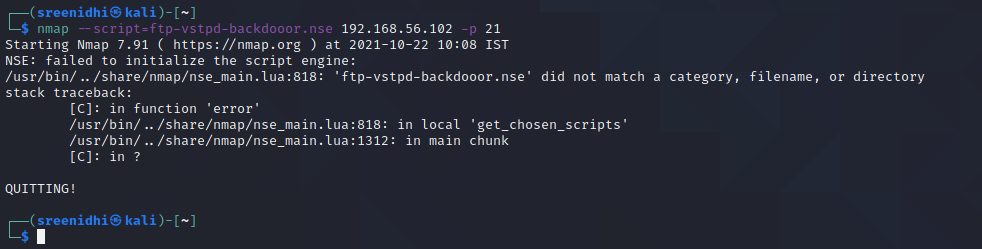 ┌──(sreenidhi㉿kali)-[~]
└─$ nmap --script=ftp-vstpd-backdooor.nse 192.168.56.102 -p 21
Starting Nmap 7.91 ( https://nmap.org ) at 2021-10-22 10:08 IST
NSE: failed to initialize the script engine:
/usr/bin/../share/nmap/nse_main.lua:818: 'ftp-vstpd-backdooor.nse' did not match a category, filename, or directory
stack traceback:
        [C]: in function 'error'
        /usr/bin/../share/nmap/nse_main.lua:818: in local 'get_chosen_scripts'
        /usr/bin/../share/nmap/nse_main.lua:1312: in main chunk
        [C]: in ?
QUITTING!
┌──(sreenidhi㉿kali)-[~]
└─$